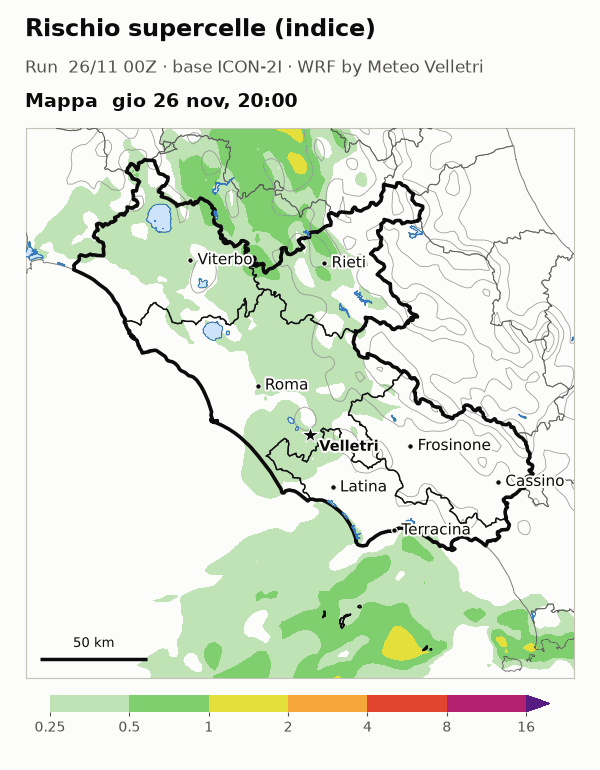 Rischio supercelle (indice)
Run  26/11 00Z · base ICON-2I · WRF by Meteo Velletri
Mappa  gio 26 nov, 20:00
Viterbo
Rieti
Roma
Velletri
Frosinone
Cassino
Latina
Terracina
50 km
0.25 0.5 1 2 4 8 16